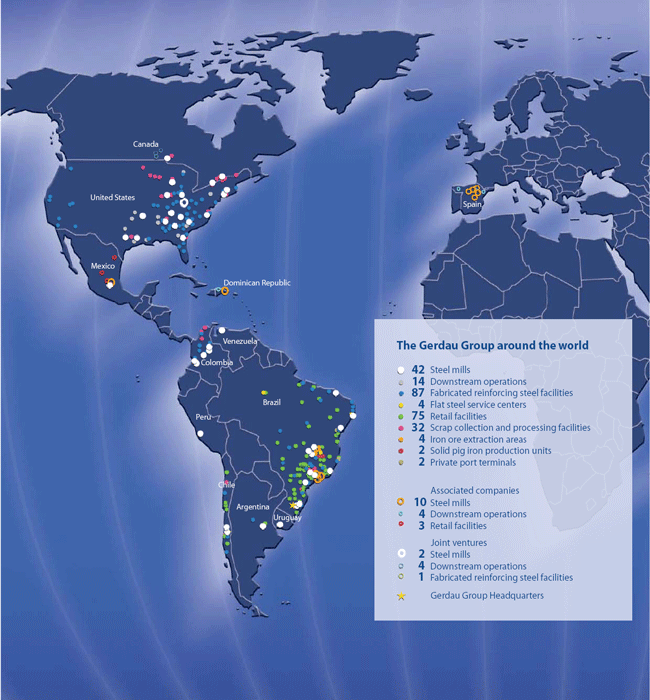 Canada
United States
Mexico
Dominican Republic
Venezuela
Colombia
Peru
Brazil
Chile
Argentina
Uruguay
Spain
The Gerdau Group around the world
42 Steel mills
14 Downstream operations
87 Fabricated reinforcing steel facilities
4 Flat steel service centers
75 Retail facilities
32 Scrap collection and processing facilities
4 Iron ore extraction areas
2 Solid pig iron production units
2 Private port terminals
Associated companies
10 Steel mills
4 Downstream operations
3 Retail facilities
Joint ventures
2 Steel mills
4 Downstream operations
1 Fabricated reinforcing steel facilities
Gerdau Group Headquarters